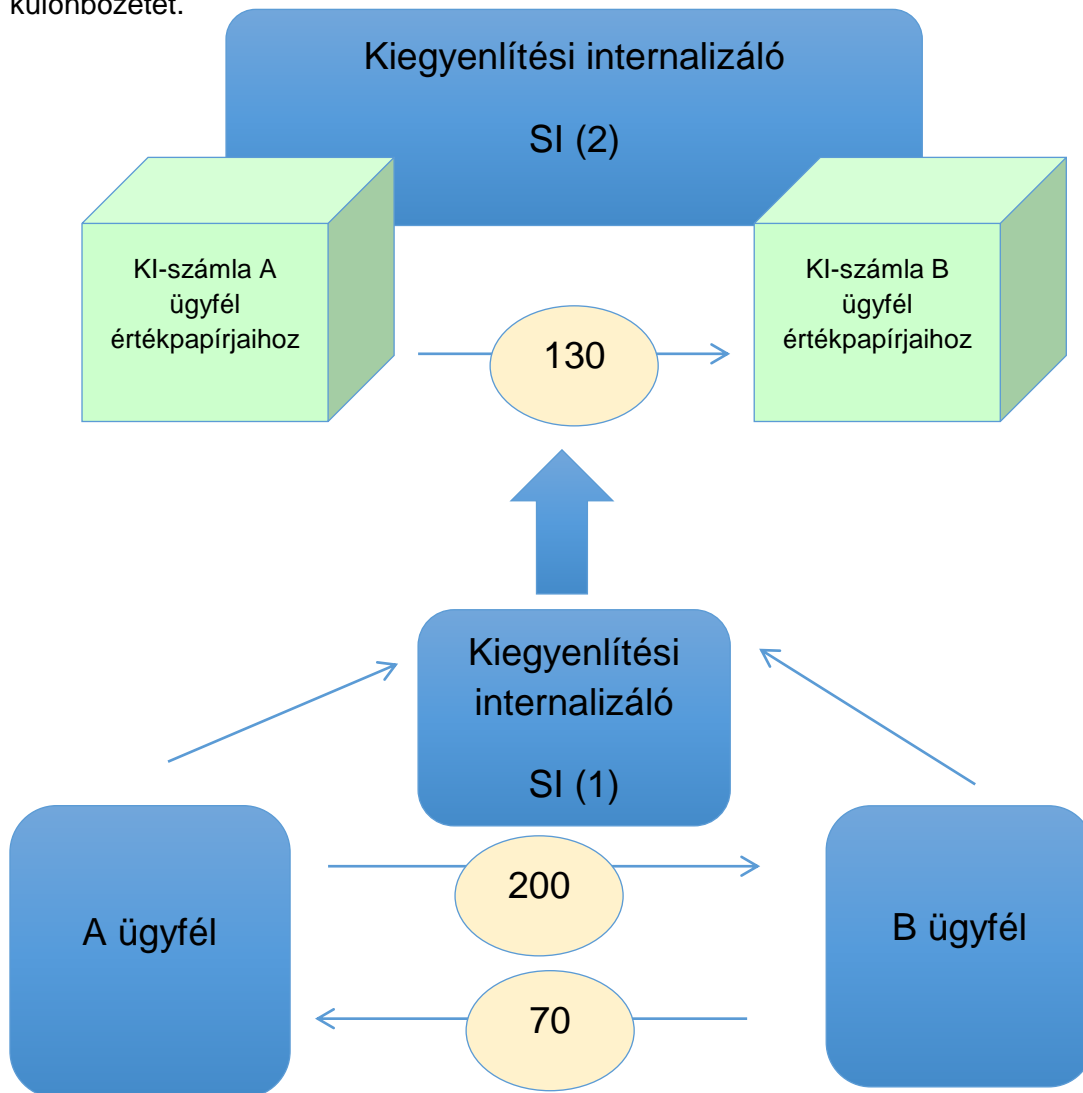 különbözetét.
Kiegyenlítési internalizáló
SI (2)
KI-számla A
ügyfél
értékpapírjaihoz
KI-számla B
ügyfél
értékpapírjaihoz
130
Kiegyenlítési
internalizáló
SI (1)
200
A ügyfél
B ügyfél
70